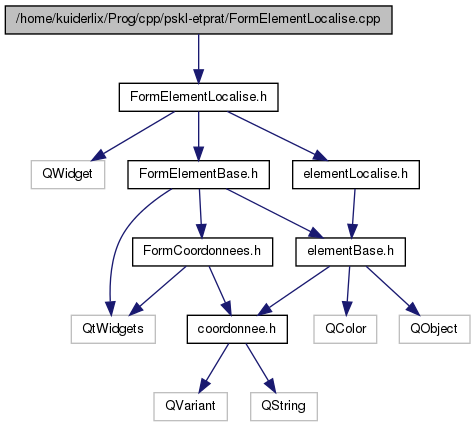 /home/kuiderlix/Prog/cpp/pskl-etprat/FormElementLocalise.cpp
FormElementLocalise.h
QWidget
FormElementBase.h
elementLocalise.h
FormCoordonnees.h
elementBase.h
QtWidgets
coordonnee.h
QColor
QObject
QVariant
QString